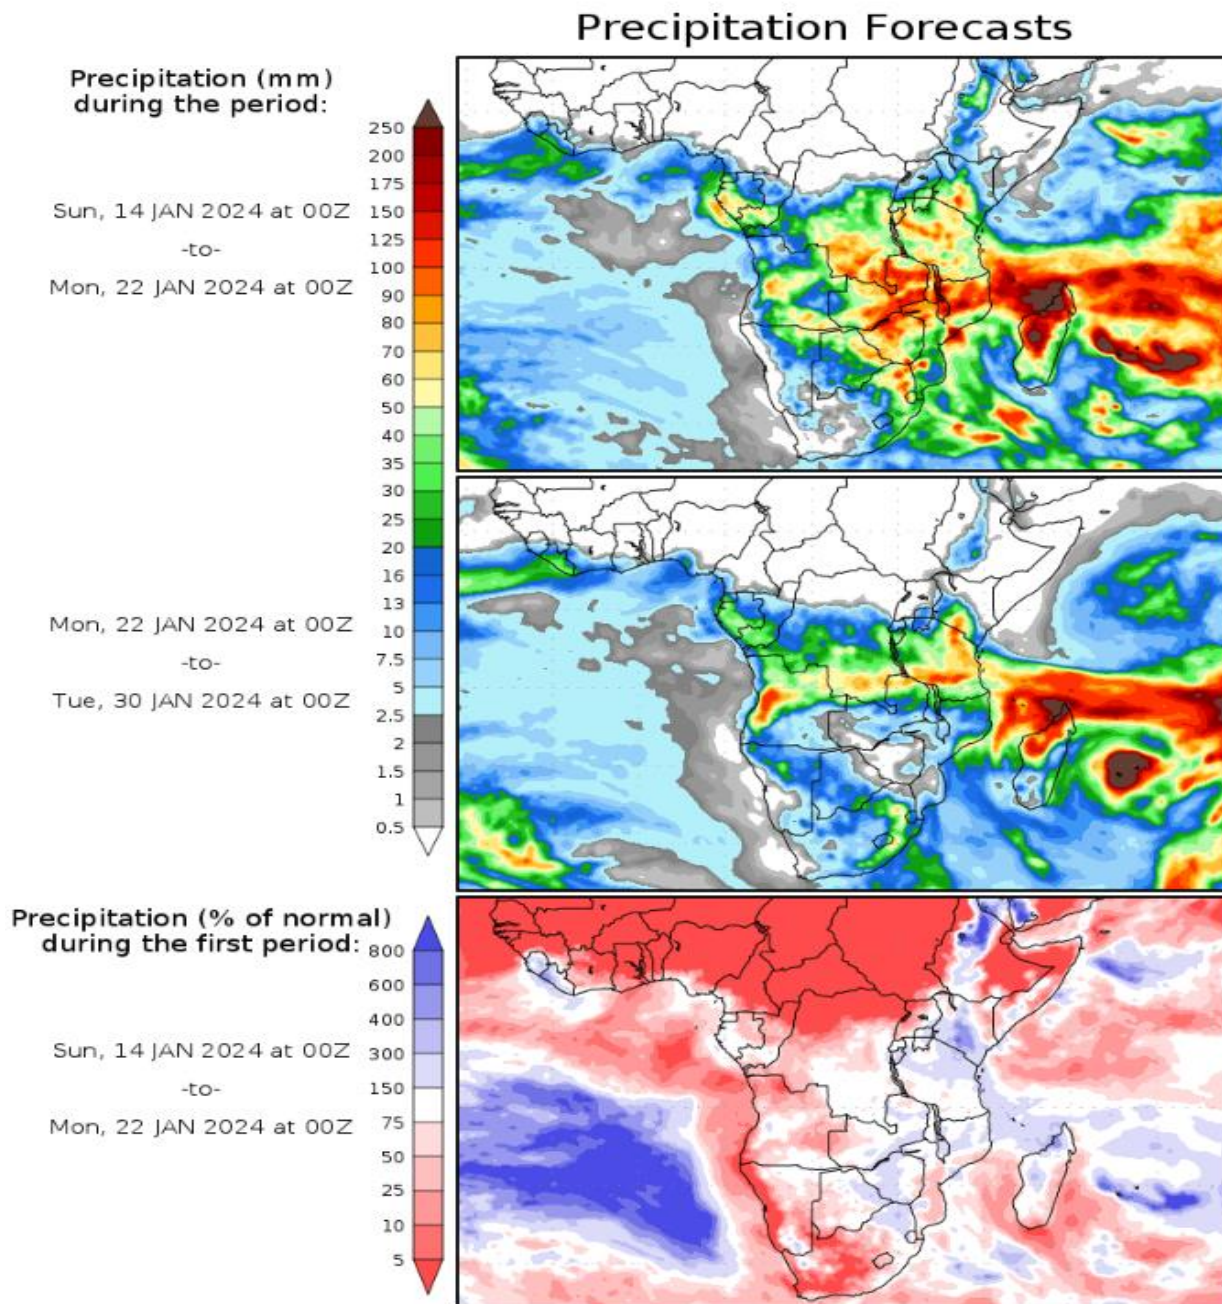 Precipitation Forecasts
Precipitation (mm)
during the period:
250
200
175
150
125
100
90
80
70
60
50
40
35
30
25
20
16
13
10
7.5
5
2.5
2
1.5
1
0.5
Sun, 14 JAN 2024 at 00Z
-to-
Mon, 22 JAN 2024 at 00Z
Mon, 22 JAN 2024 at 00Z
-to-
Tue, 30 JAN 2024 at 00Z
Precipitation (% of normal)
during the first period:
800
600
400
300
150
75
50
25
10
5
Sun, 14 JAN 2024 at 00Z
-to-
Mon, 22 JAN 2024 at 00Z